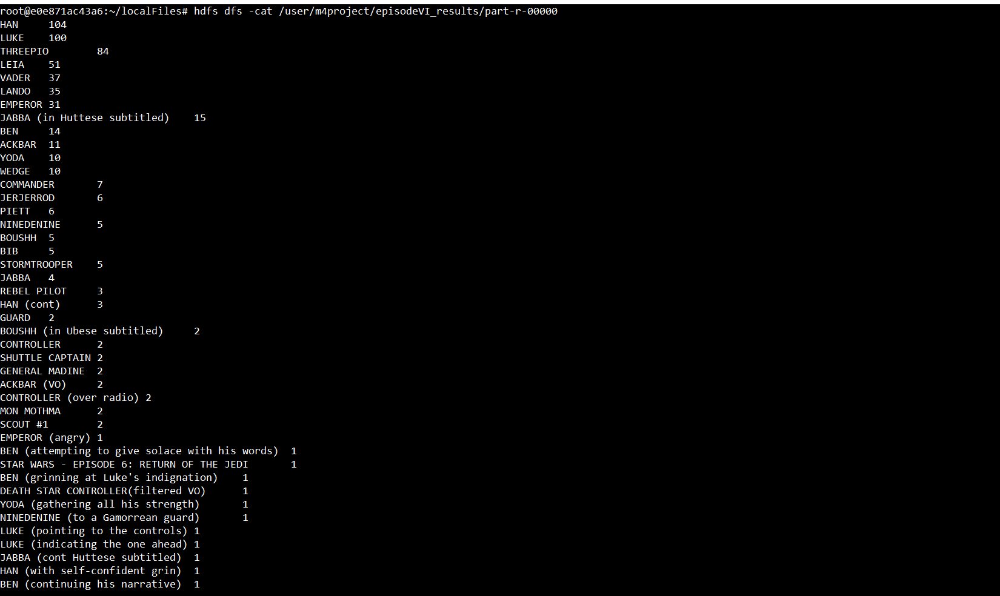 root@e0e871ac43a6:~/localFiles# hdfs dfs -cat /user/m4project/episodeVI_results/part-r-00000
HAN     104
LUKE    100
THREEPIO        84
LEIA    51
VADER   37
LANDO   35
EMPEROR 31
JABBA (in Huttese subtitled)    15
BEN     14
ACKBAR  11
YODA    10
WEDGE   10
COMMANDER       7
JERJERROD       6
PIETT   6
NINEDENINE      5
BOUSHH  5
BIB     5
STORMTROOPER    5
JABBA   4
REBEL PILOT     3
HAN (cont)      3
GUARD   2
BOUSHH (in Ubese subtitled)     2
CONTROLLER      2
SHUTTLE CAPTAIN 2
GENERAL MADINE  2
ACKBAR (VO)     2
CONTROLLER (over radio) 2
MON MOTHMA      2
SCOUT #1        2
EMPEROR (angry) 1
BEN (attempting to give solace with his words)  1
STAR WARS - EPISODE 6: RETURN OF THE JEDI       1
BEN (grinning at Luke's indignation)    1
DEATH STAR CONTROLLER(filtered VO)      1
YODA (gathering all his strength)       1
NINEDENINE (to a Gamorrean guard)       1
LUKE (pointing to the controls) 1
LUKE (indicating the one ahead) 1
JABBA (cont Huttese subtitled)  1
HAN (with self-confident grin)  1
BEN (continuing his narrative)  1